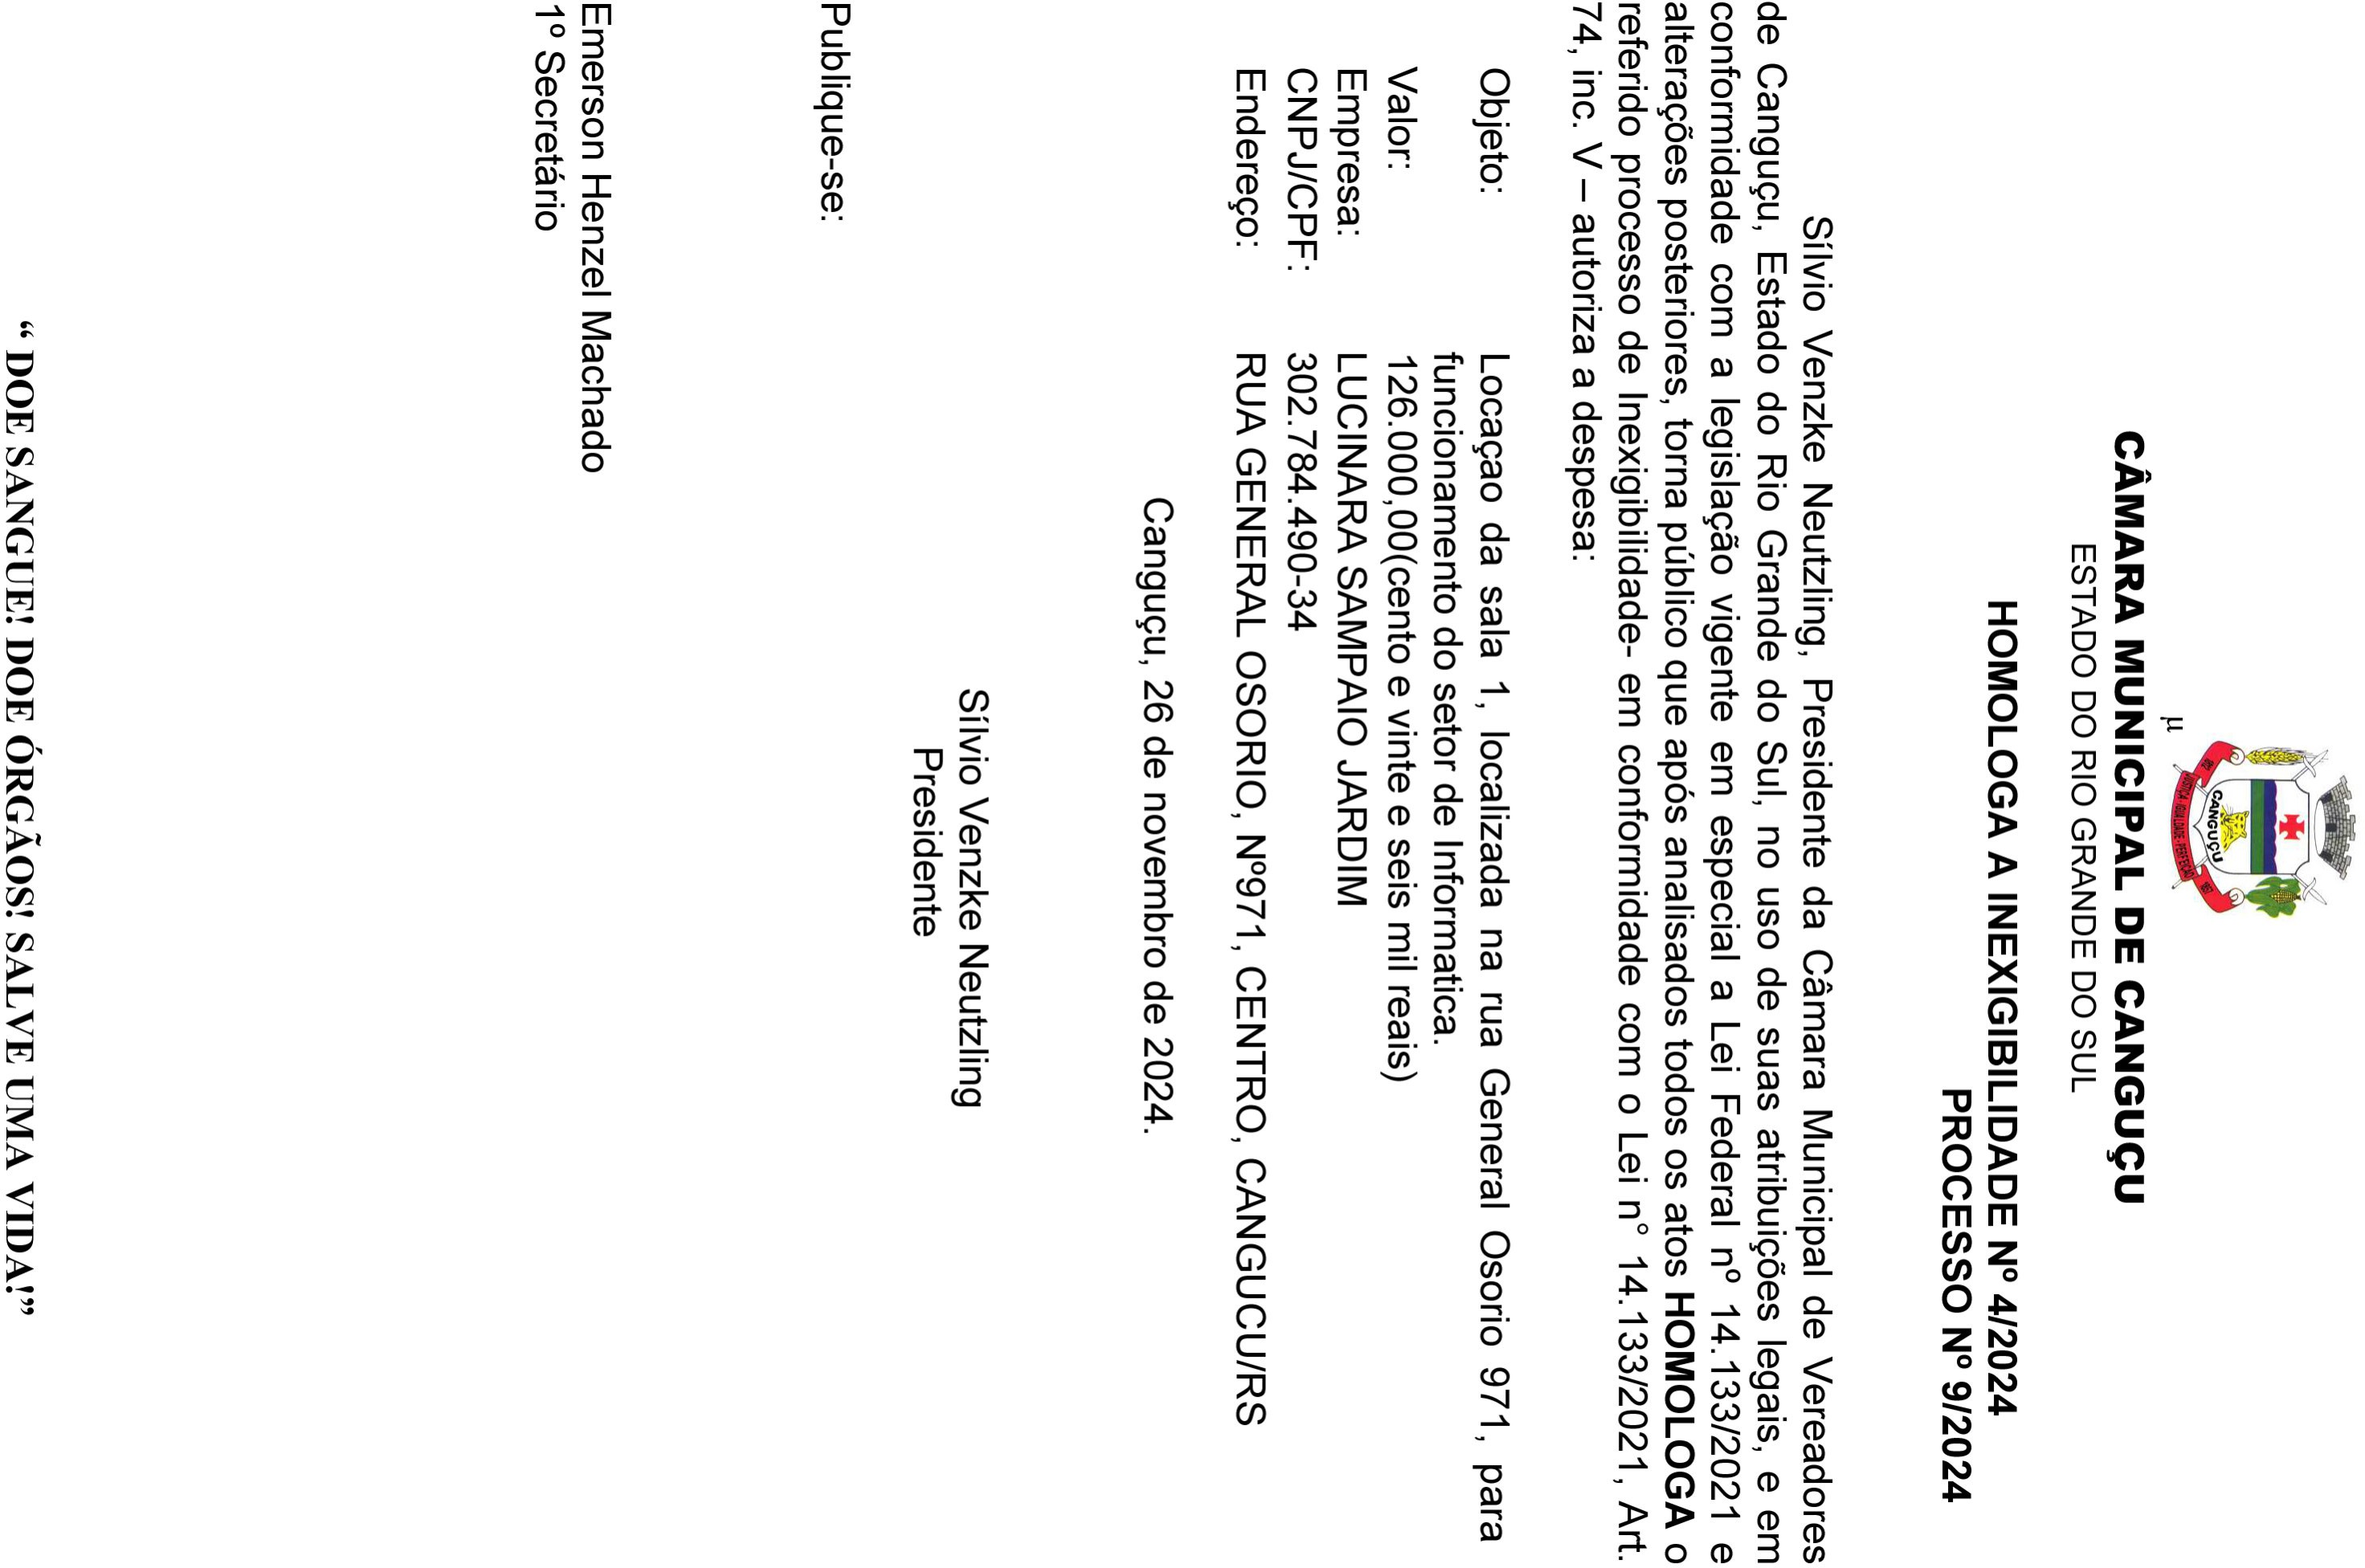 µ
CANGUÇU
JUSTIÇA - IGUALDADE - PERFEIÇÃO
1857
CÂMARA MUNICIPAL DE CANGUÇU
ESTADO DO RIO GRANDE DO SUL
HOMOLOGA A INEXIGIBILIDADE Nº 4/2024
PROCESSO Nº 9/2024
Sílvio Venzke Neutzling, Presidente da Câmara Municipal de Vereadores
de Canguçu, Estado do Rio Grande do Sul, no uso de suas atribuições legais, e em
conformidade com a legislação vigente em especial a Lei Federal nº 14.133/2021 e
alterações posteriores, torna público que após analisados todos os atos HOMOLOGA o
referido processo de Inexigibilidade- em conformidade com o Lei n° 14.133/2021, Art.
74, inc. V – autoriza a despesa:
Objeto: Locaçao da sala 1, localizada na rua General Osorio 971, para
funcionamento do setor de Informatica.
Valor: 126.000,00(cento e vinte e seis mil reais)
Empresa: LUCINARA SAMPAIO JARDIM
CNPJ/CPF: 302.784.490-34
Endereço: RUA GENERAL OSORIO, Nº971, CENTRO, CANGUCU/RS
Canguçu, 26 de novembro de 2024.
Sílvio Venzke Neutzling
Presidente
Publique-se:
Emerson Henzel Machado
1º Secretário
“ DOE SANGUE! DOE ÓRGÃOS! SALVE UMA VIDA!”